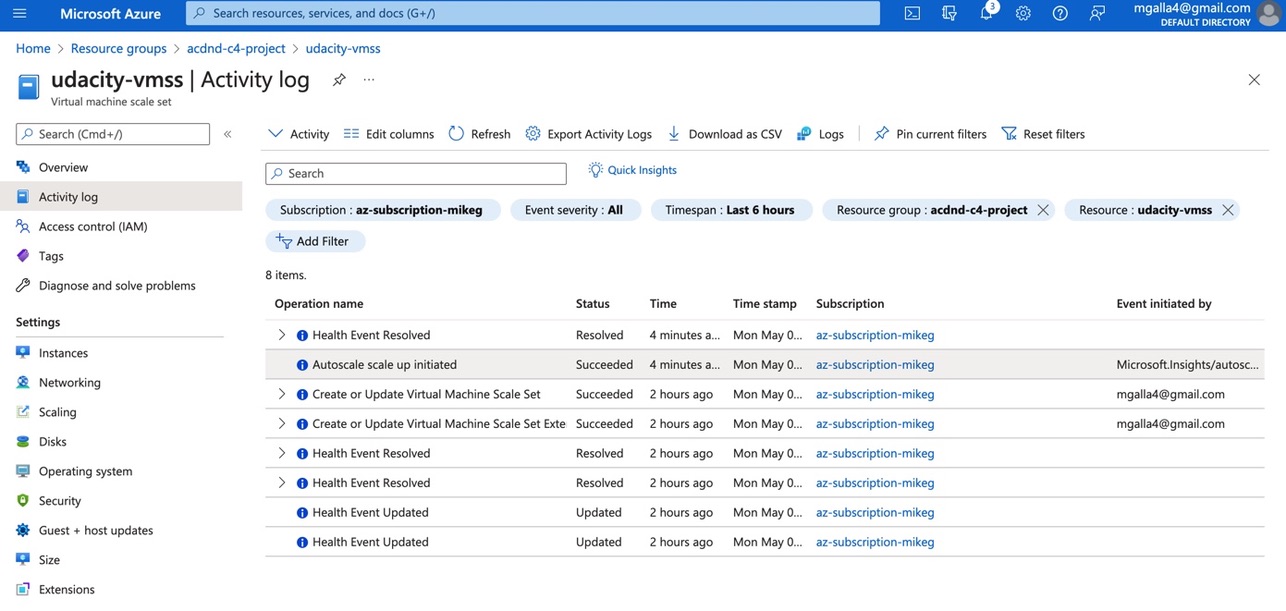 Microsoft Azure
Search resources, services, and docs (G+/)
3
mgalla4@gmail.com
DEFAULT DIRECTORY
Home > Resource groups > acdnd-c4-project > udacity-vmss
udacity-vmss | Activity log
Virtual machine scale set
Search (Cmd+/)
Overview
Activity log
Access control (IAM)
Tags
Diagnose and solve problems
Settings
Instances
Networking
Scaling
Disks
Operating system
Security
Guest + host updates
Size
Extensions
Activity Edit columns Refresh Export Activity Logs Download as CSV Logs Pin current filters Reset filters
Search Quick Insights
Subscription : az-subscription-mikeg Event severity : All Timespan : Last 6 hours Resource group : acdnd-c4-project Resource : udacity-vmss
Add Filter
8 items.
Operation name Status Time Time stamp Subscription Event initiated by
Health Event Resolved Resolved 4 minutes a... Mon May 0... az-subscription-mikeg
Autoscale scale up initiated Succeeded 4 minutes a... Mon May 0... az-subscription-mikeg Microsoft.Insights/autosc...
Create or Update Virtual Machine Scale Set Succeeded 2 hours ago Mon May 0... az-subscription-mikeg mgalla4@gmail.com
Create or Update Virtual Machine Scale Set Exte Succeeded 2 hours ago Mon May 0... az-subscription-mikeg mgalla4@gmail.com
Health Event Resolved Resolved 2 hours ago Mon May 0... az-subscription-mikeg
Health Event Resolved Resolved 2 hours ago Mon May 0... az-subscription-mikeg
Health Event Updated Updated 2 hours ago Mon May 0... az-subscription-mikeg
Health Event Updated Updated 2 hours ago Mon May 0... az-subscription-mikeg